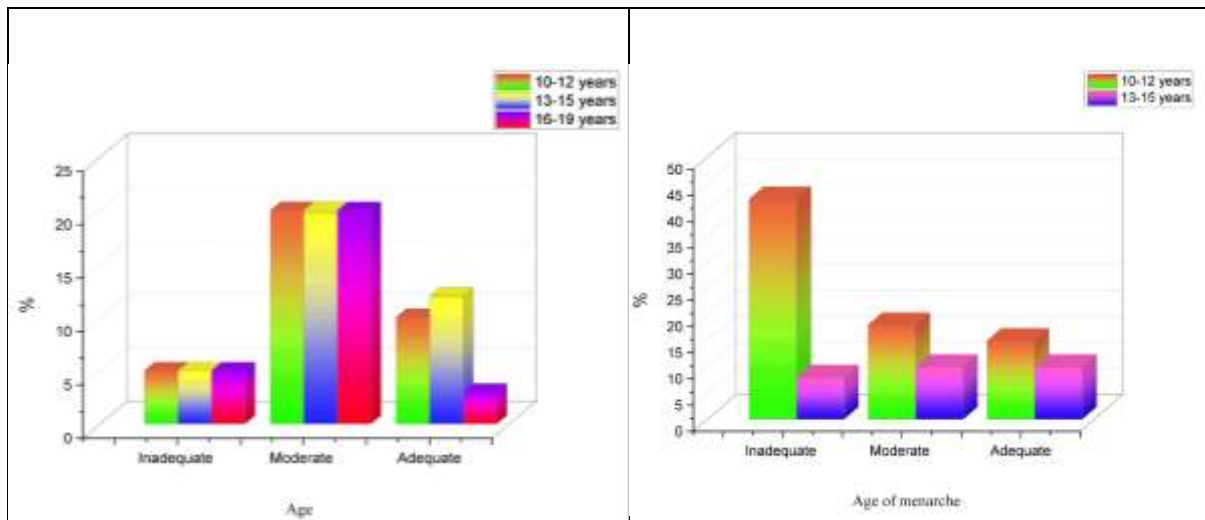 10-12 years
13-15 years
16-19 years
25
20
15
10
5
0
%
Inadequate Moderate Adequate
Age
10-12 years
13-15 years
50
45
40
35
30
25
20
15
10
5
0
%
Inadequate Moderate Adequate
Age of menarche